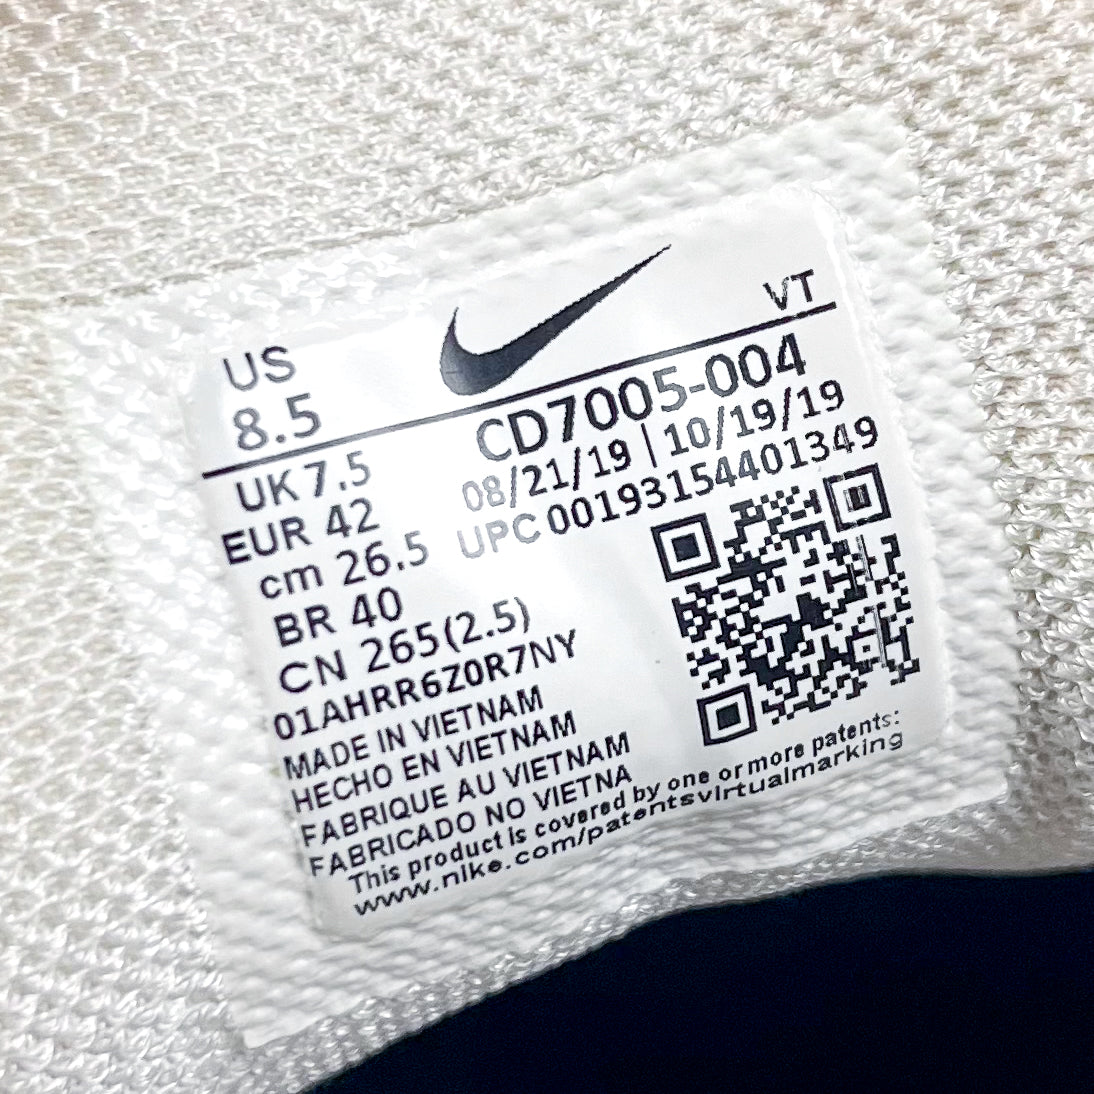 US
8.5
VT
UK 7.5
EUR 42
cm 26.5
BR 40
CN 265(2.5)
CD7005-004
08/21/19 | 10/19/19
UPC 00193154401349
01AHRR6Z0R7NY
MADE IN VIETNAM
HECHO EN VIETNAM
FABRIQUE AU VIETNAM
FABRICADO NO VIETNA
This product is covered by one or more patents:
www.nike.com/patentsvirtualmarking